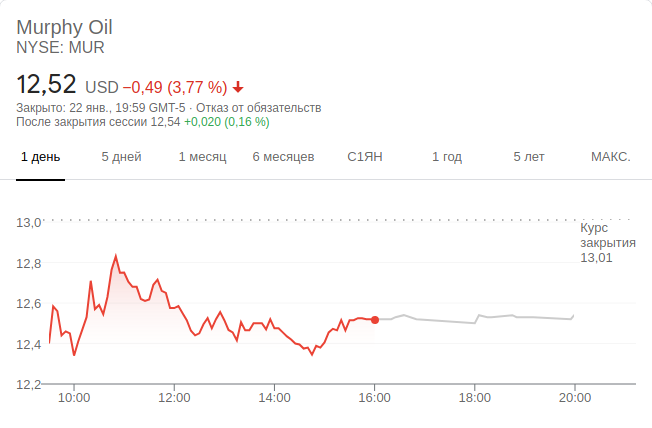 Murphy Oil
NYSE: MUR
12,52 USD −0,49 (3,77 %) ↓
Закрыто: 22 янв., 19:59 GMT-5 · Отказ от обязательств
После закрытия сессии 12,54 +0,020 (0,16 %)
1 день 5 дней 1 месяц 6 месяцев С1ЯН 1 год 5 лет МАКС.
13,0
Курс
закрытия
13,01
12,8
12,6
12,4
12,2
10:00 12:00 14:00 16:00 18:00 20:00